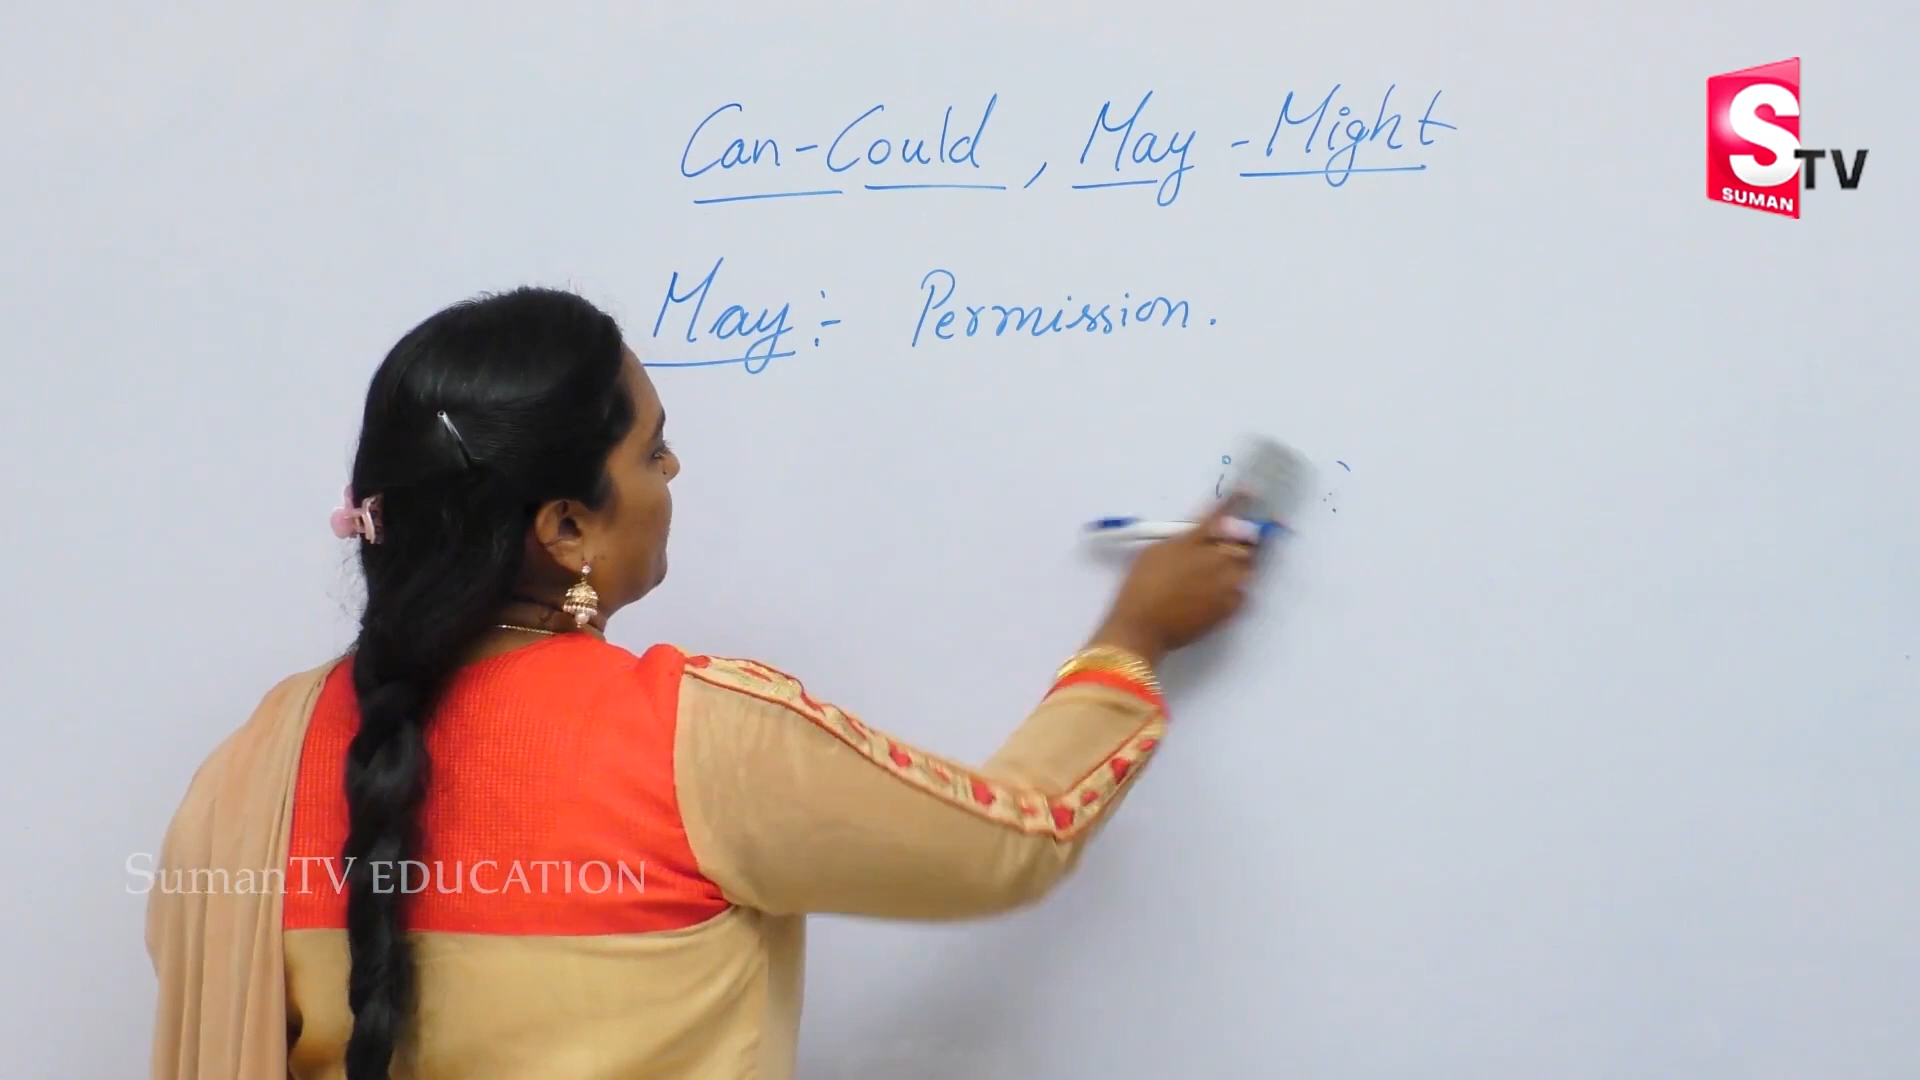 Can-Could, May-Might
S TV
SUMAN
May:- Permission.
SumanTV EDUCATION